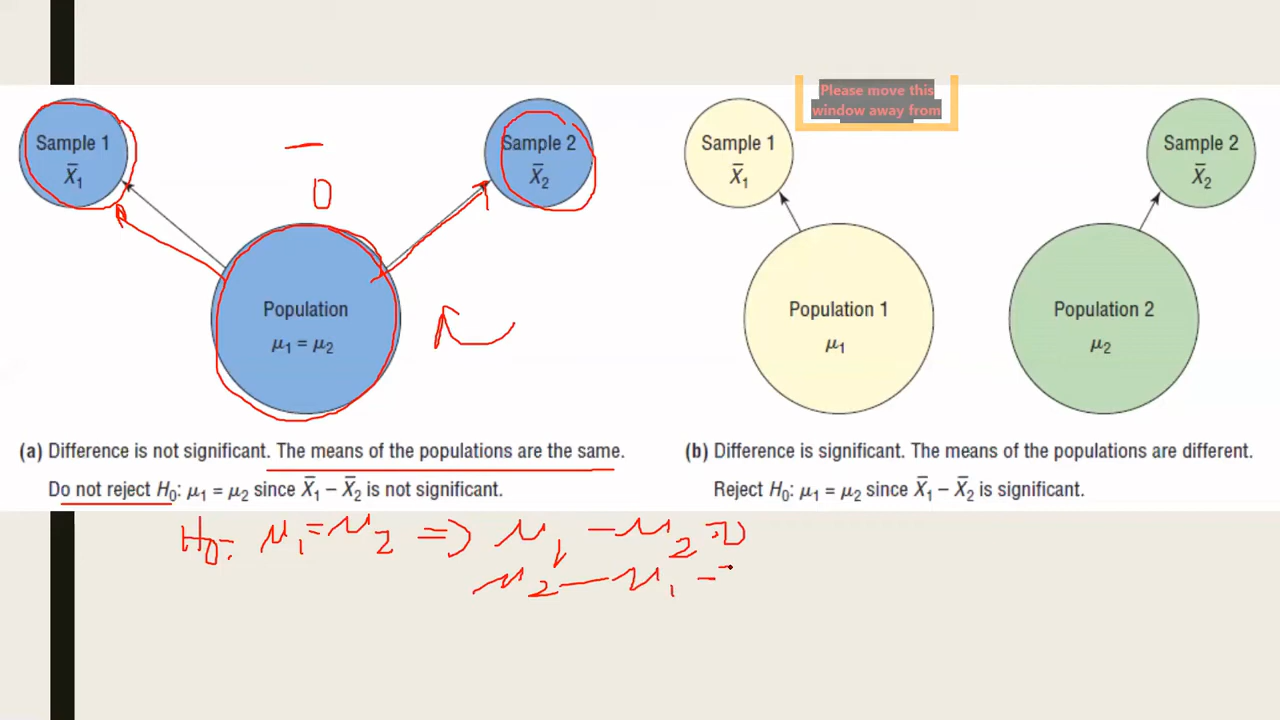 Please move this
window away from
Sample 1
X̄₁
Sample 2
X̄₂
0
Population
μ₁ = μ₂
Sample 1
X̄₁
Sample 2
X̄₂
Population 1
μ₁
Population 2
μ₂
(a) Difference is not significant. The means of the populations are the same.
Do not reject H₀: μ₁ = μ₂ since X̄₁ – X̄₂ is not significant.
(b) Difference is significant. The means of the populations are different.
Reject H₀: μ₁ = μ₂ since X̄₁ – X̄₂ is significant.
H₀: μ₁ = μ₂ ⇒ μ₁ – μ₂ = 0
μ₂ – μ₁ =